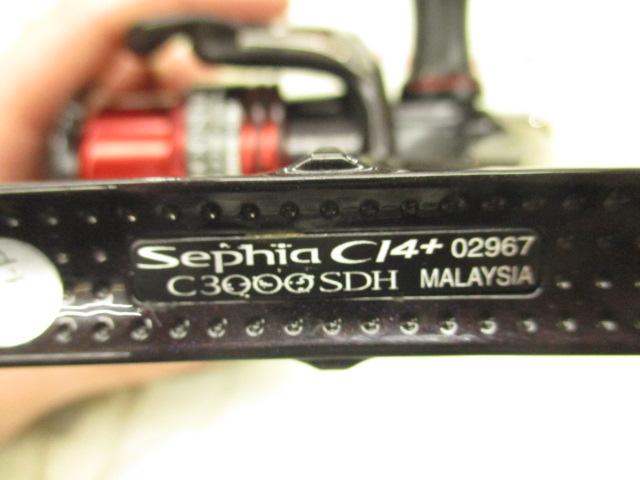 Sephia CI4+ 02967
C3000SDH MALAYSIA